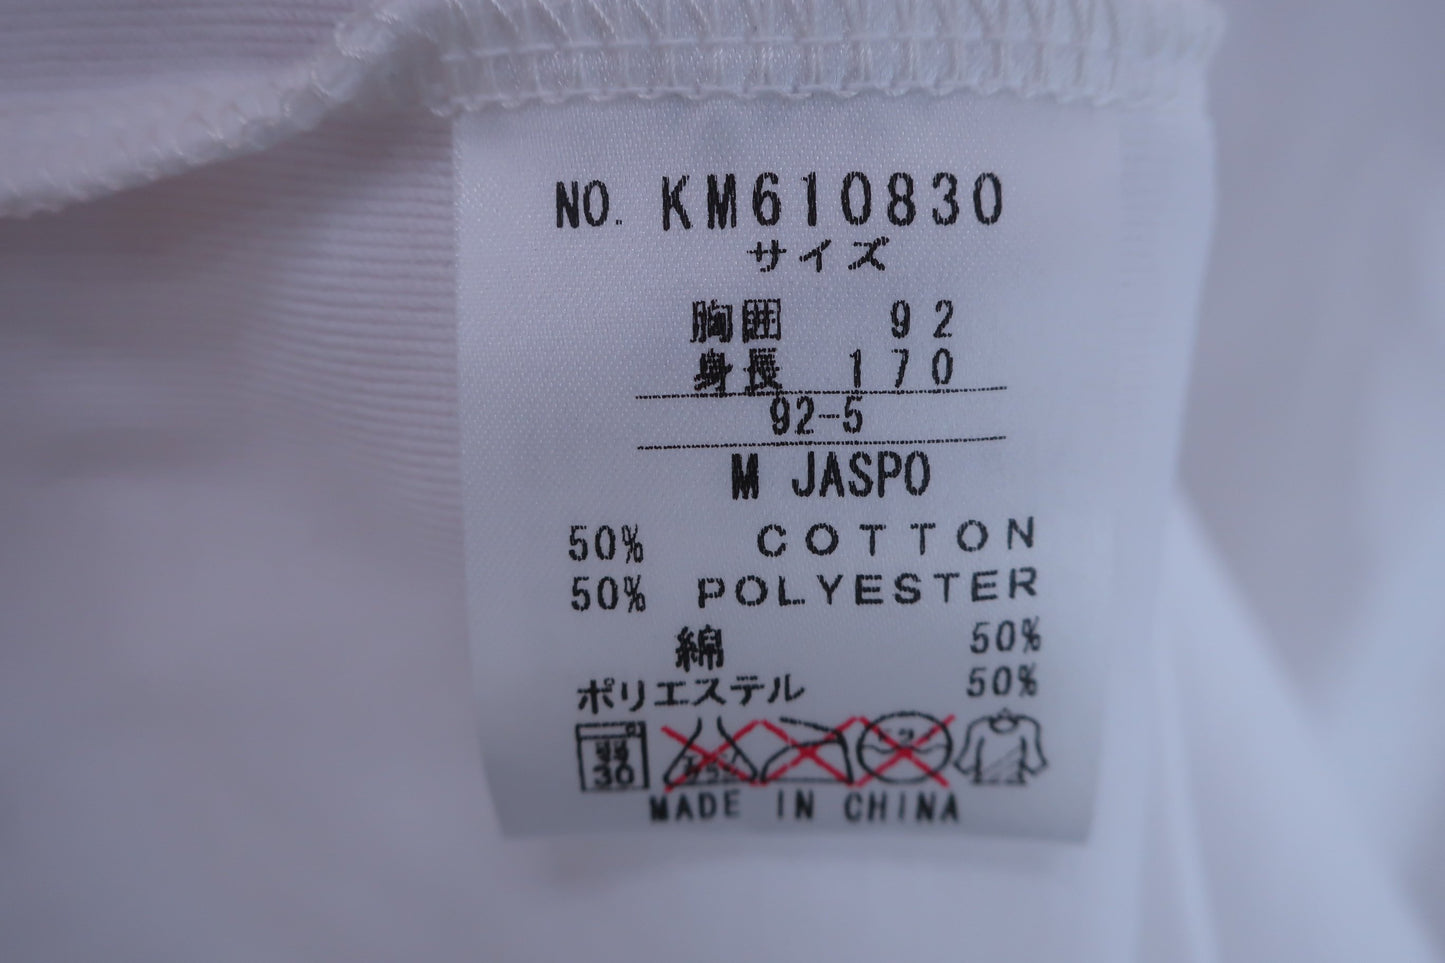 NO. KM610830
サイズ
胸囲 92
身長 170
92-5
M JASPO
50% COTTON
50% POLYESTER
綿 50%
ポリエステル 50%
30
MADE IN CHINA